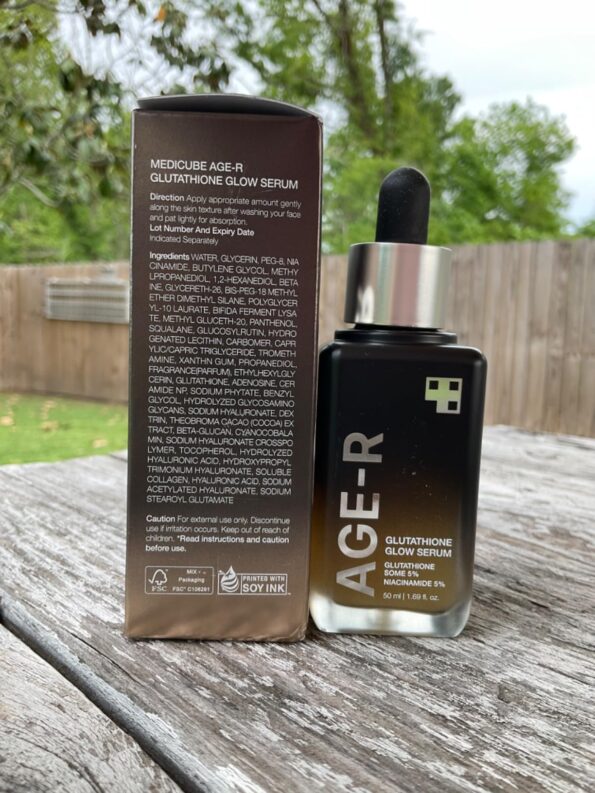 MEDICUBE AGE-R
GLUTATHIONE GLOW SERUM
Direction Apply appropriate amount gently
along the skin texture after washing your face
and pat lightly for absorption.
Lot Number And Expiry Date
Indicated Separately
Ingredients WATER, GLYCERIN, PEG-8, NIA
CINAMIDE, BUTYLENE GLYCOL, METHY
LPROPANEDIOL, 1,2-HEXANEDIOL, BETA
INE, GLYCERETH-26, BIS-PEG-18 METHYL
ETHER DIMETHYL SILANE, POLYGLYCER
YL-10 LAURATE, BIFIDA FERMENT LYSA
TE, METHYL GLUCETH-20, PANTHENOL,
SQUALANE, GLUCOSYLRUTIN, HYDRO
GENATED LECITHIN, CARBOMER, CAPR
YLIC/CAPRIC TRIGLYCERIDE, TROMETH
AMINE, XANTHAN GUM, PROPANEDIOL,
FRAGRANCE(PARFUM), ETHYLHEXYLGLY
CERIN, GLUTATHIONE, ADENOSINE, CER
AMIDE NP, SODIUM PHYTATE, BENZYL
GLYCOL, HYDROLYZED GLYCOSAMINO
GLYCANS, SODIUM HYALURONATE, DEX
TRIN, THEOBROMA CACAO (COCOA) EX
TRACT, BETA-GLUCAN, CYANOCOBALA
MIN, SODIUM HYALURONATE CROSSPO
LYMER, TOCOPHEROL, HYDROLYZED
HYALURONIC ACID, HYDROXYPROPYL
TRIMONIUM HYALURONATE, SOLUBLE
COLLAGEN, HYALURONIC ACID, SODIUM
ACETYLATED HYALURONATE, SODIUM
STEAROYL GLUTAMATE
Caution For external use only. Discontinue
use if irritation occurs. Keep out of reach of
children. *Read instructions and caution
before use.
FSC
MIX
Packaging
FSC® C106291
PRINTED WITH
SOY INK
AGE-R
GLUTATHIONE
GLOW SERUM
GLUTATHIONE
SOME 5%
NIACINAMIDE 5%
50 ml | 1.69 fl. oz.